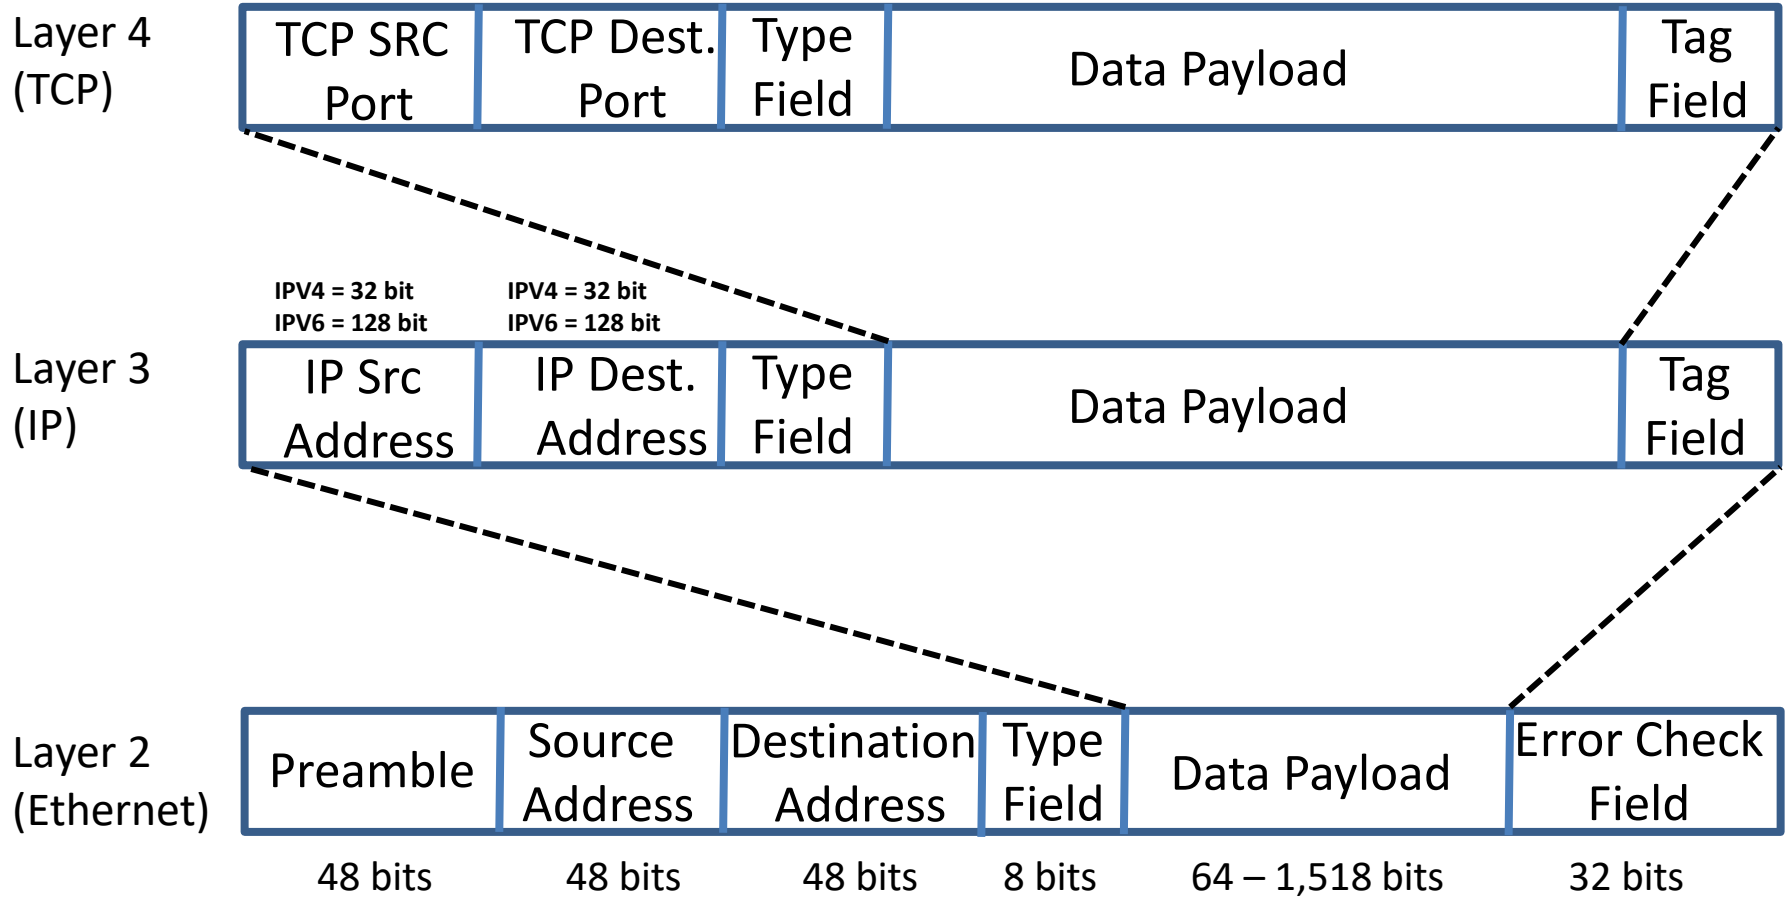 Layer 4
(TCP)
TCP SRC
Port
TCP Dest.
Port
Type
Field
Data Payload
Tag
Field
IPV4 = 32 bit
IPV6 = 128 bit
IPV4 = 32 bit
IPV6 = 128 bit
Layer 3
(IP)
IP Src
Address
IP Dest.
Address
Type
Field
Data Payload
Tag
Field
Layer 2
(Ethernet)
Preamble
Source
Address
Destination
Address
Type
Field
Data Payload
Error Check
Field
48 bits
48 bits
48 bits
8 bits
64 – 1,518 bits
32 bits